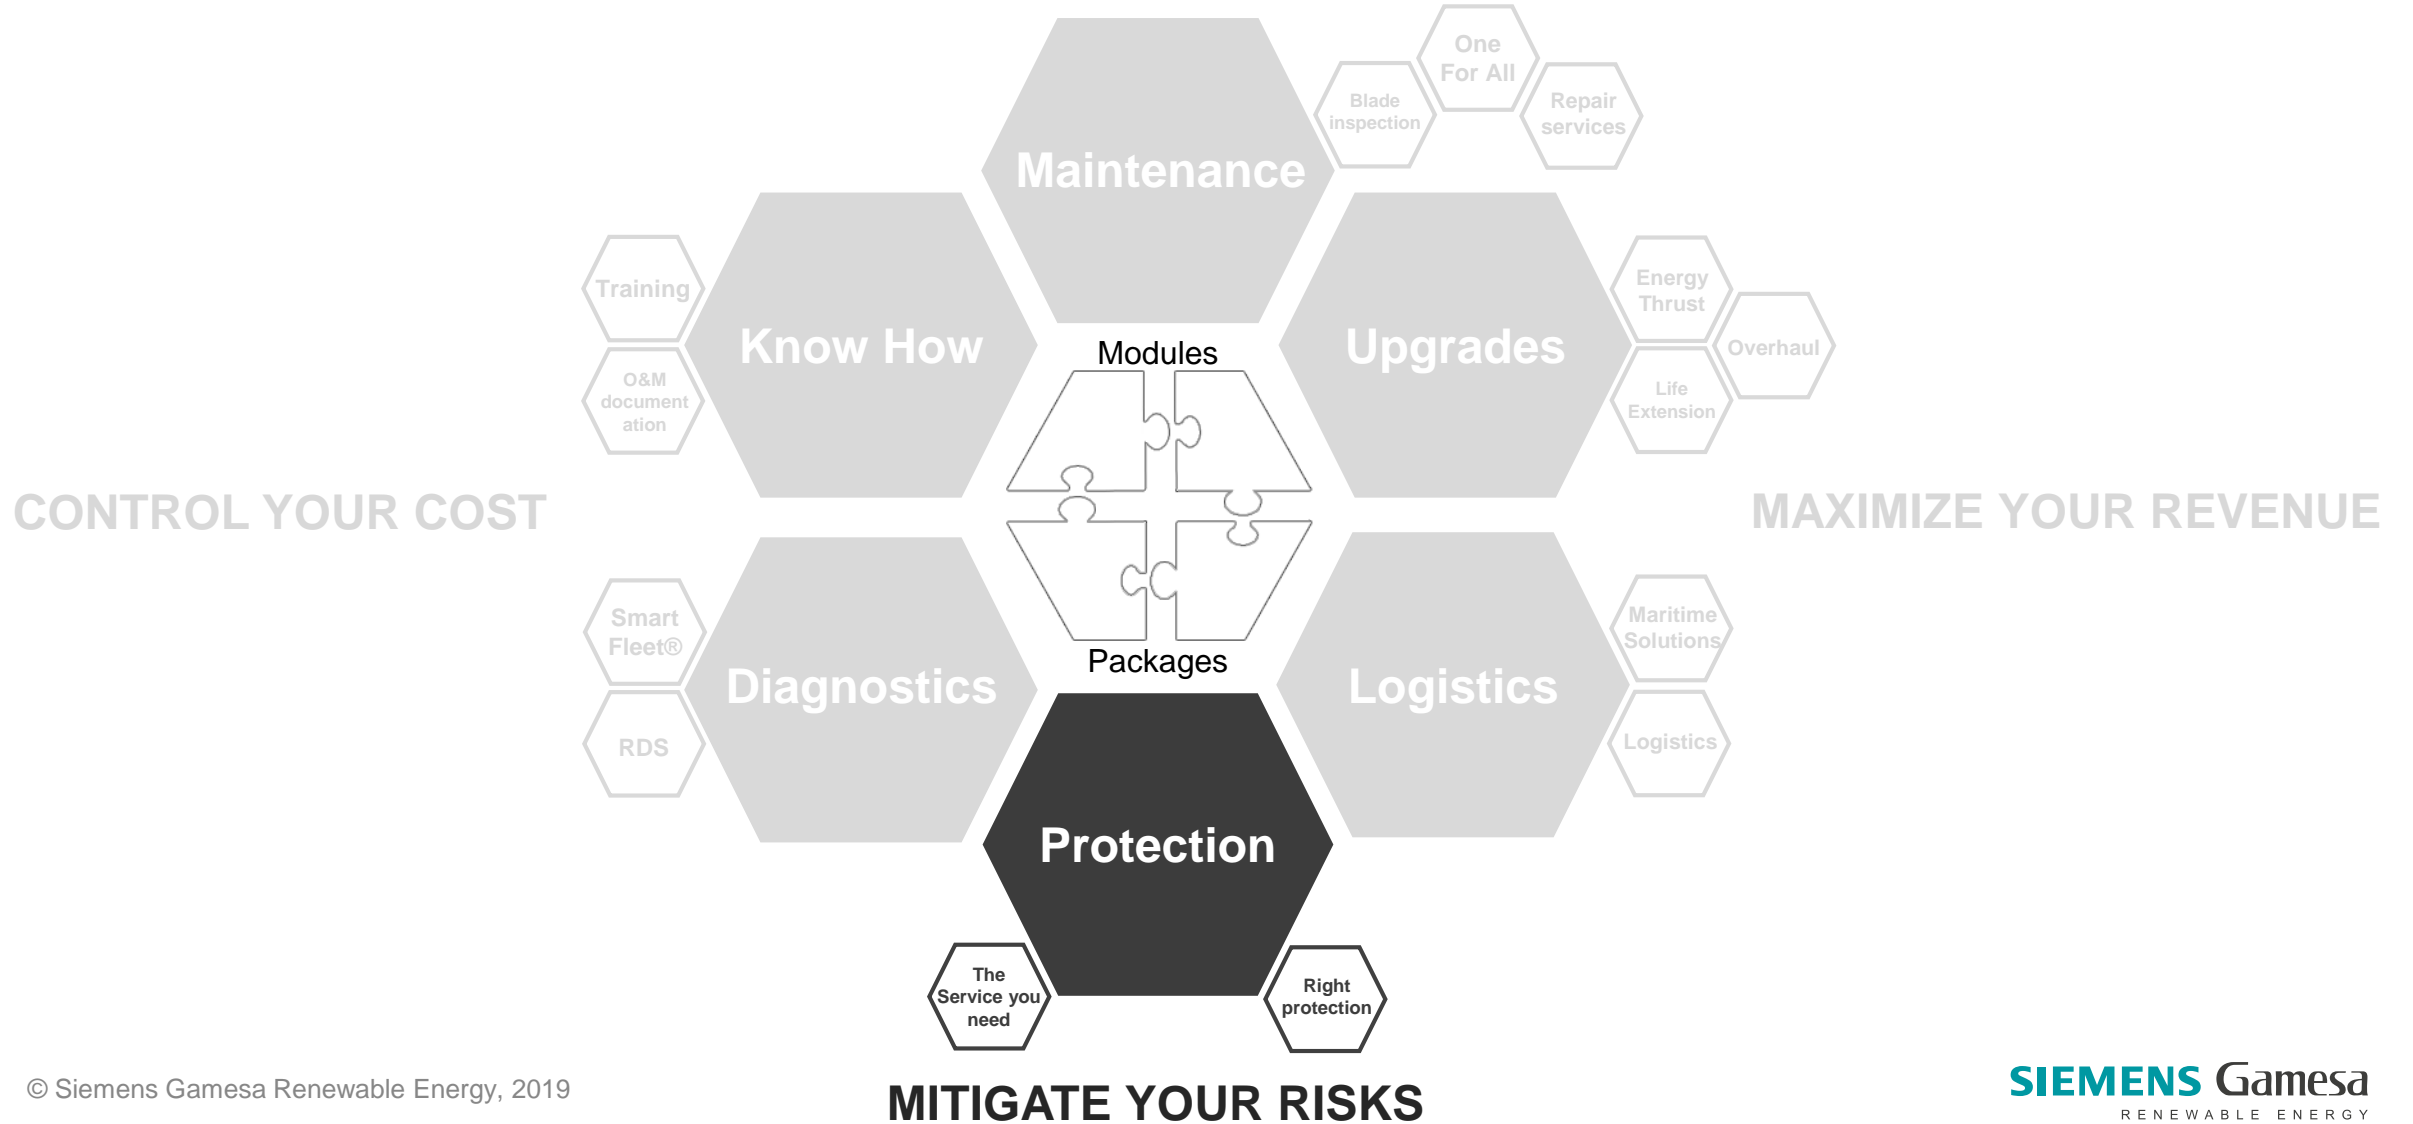 One
For All
Blade
inspection
Repair
services
Maintenance
Training
Energy
Thrust
Know How
Modules
Upgrades
Overhaul
O&M
document
ation
Life
Extension
CONTROL YOUR COST
MAXIMIZE YOUR REVENUE
Smart
Fleet®
Maritime
Solutions
Packages
Diagnostics
Logistics
RDS
Logistics
Protection
The
Service you
need
Right
protection
© Siemens Gamesa Renewable Energy, 2019
MITIGATE YOUR RISKS
SIEMENS Gamesa
RENEWABLE ENERGY